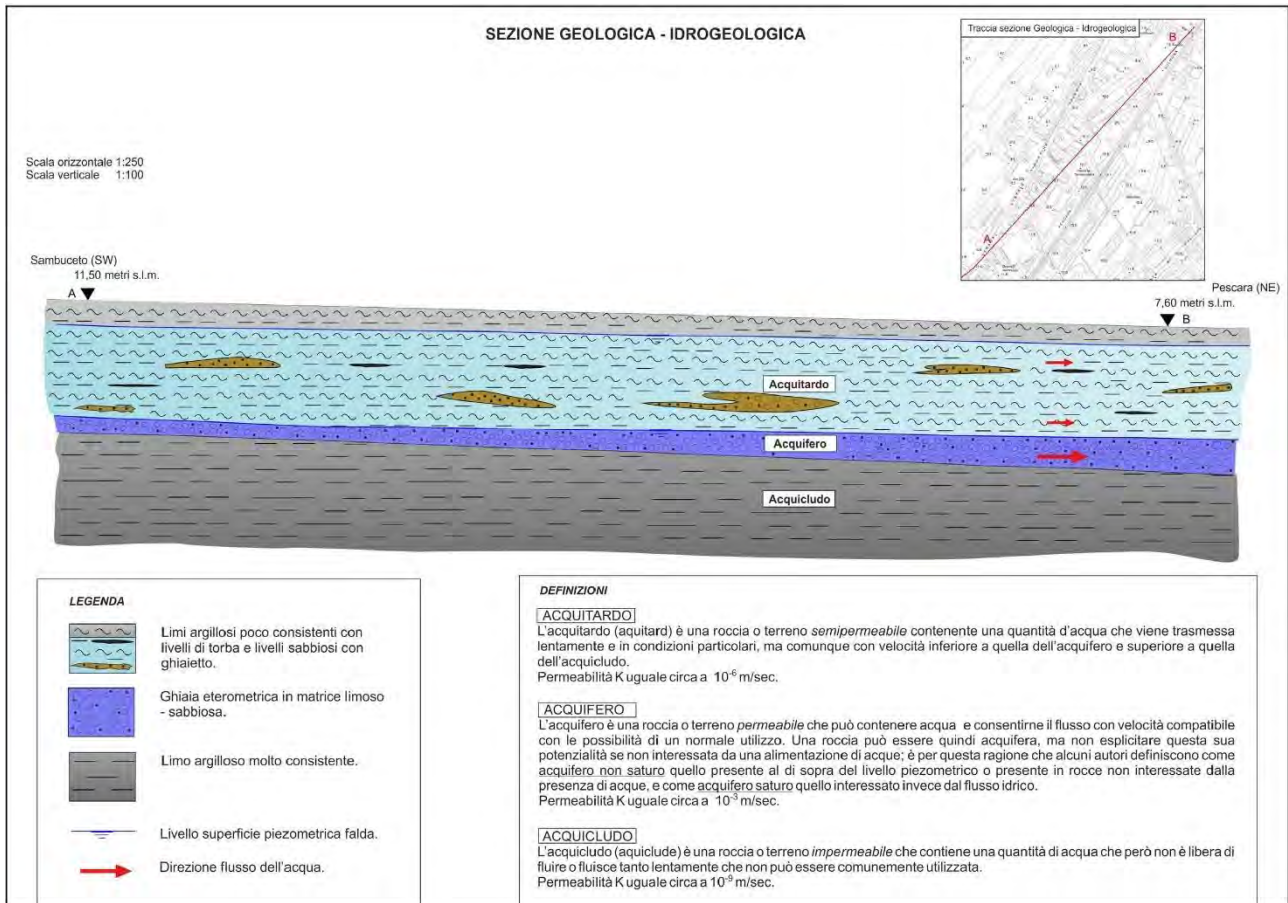 SEZIONE GEOLOGICA - IDROGEOLOGICA
Traccia sezione Geologica - Idrogeologica
B
A
Scala orizzontale 1:250
Scala verticale 1:100
Sambuceto (SW)
11,50 metri s.l.m.
A
Pescara (NE)
7,60 metri s.l.m.
B
Acquitardo
Acquifero
Acquicludo
LEGENDA
Limi argillosi poco consistenti con
livelli di torba e livelli sabbiosi con
ghiaietto.
Ghiaia eterometrica in matrice limoso
- sabbiosa.
Limo argilloso molto consistente.
Livello superficie piezometrica falda.
Direzione flusso dell'acqua.
DEFINIZIONI
ACQUITARDO
L'acquitardo (aquitard) è una roccia o terreno semipermeabile contenente una quantità d'acqua che viene trasmessa
lentamente e in condizioni particolari, ma comunque con velocità inferiore a quella dell'acquifero e superiore a quella
dell'acquicludo.
Permeabilità K uguale circa a 10⁻⁶ m/sec.
ACQUIFERO
L'acquifero è una roccia o terreno permeabile che può contenere acqua e consentirne il flusso con velocità compatibile
con le possibilità di un normale utilizzo. Una roccia può essere quindi acquifera, ma non esplicitare questa sua
potenzialità se non interessata da una alimentazione di acque; è per questa ragione che alcuni autori definiscono come
acquifero non saturo quello presente al di sopra del livello piezometrico o presente in rocce non interessate dalla
presenza di acque, e come acquifero saturo quello interessato invece dal flusso idrico.
Permeabilità K uguale circa a 10⁻³ m/sec.
ACQUICLUDO
L'acquicludo (aquiclude) è una roccia o terreno impermeabile che contiene una quantità di acqua che però non è libera di
fluire o fluisce tanto lentamente che non può essere comunemente utilizzata.
Permeabilità K uguale circa a 10⁻⁹ m/sec.